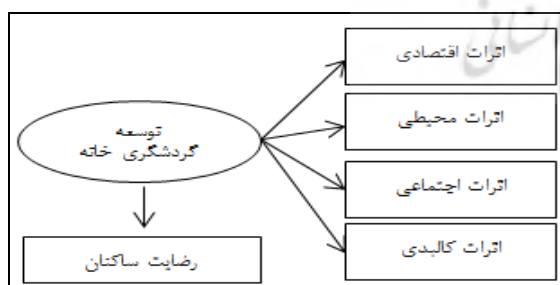 اثرات اقتصادی
توسعه
گردشگری خانه
اثرات محیطی
اثرات اجتماعی
اثرات کالبدی
رضایت ساکنان